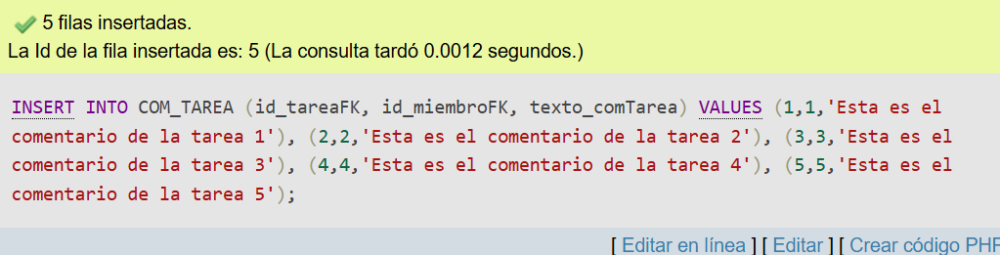 5 filas insertadas.
La Id de la fila insertada es: 5 (La consulta tardó 0.0012 segundos.)
INSERT INTO COM_TAREA (id_tareaFK, id_miembroFK, texto_comTarea) VALUES (1,1,'Esta es el
comentario de la tarea 1'), (2,2,'Esta es el comentario de la tarea 2'), (3,3,'Esta es el
comentario de la tarea 3'), (4,4,'Esta es el comentario de la tarea 4'), (5,5,'Esta es el
comentario de la tarea 5');
[ Editar en línea ] [ Editar ] [ Crear código PHP